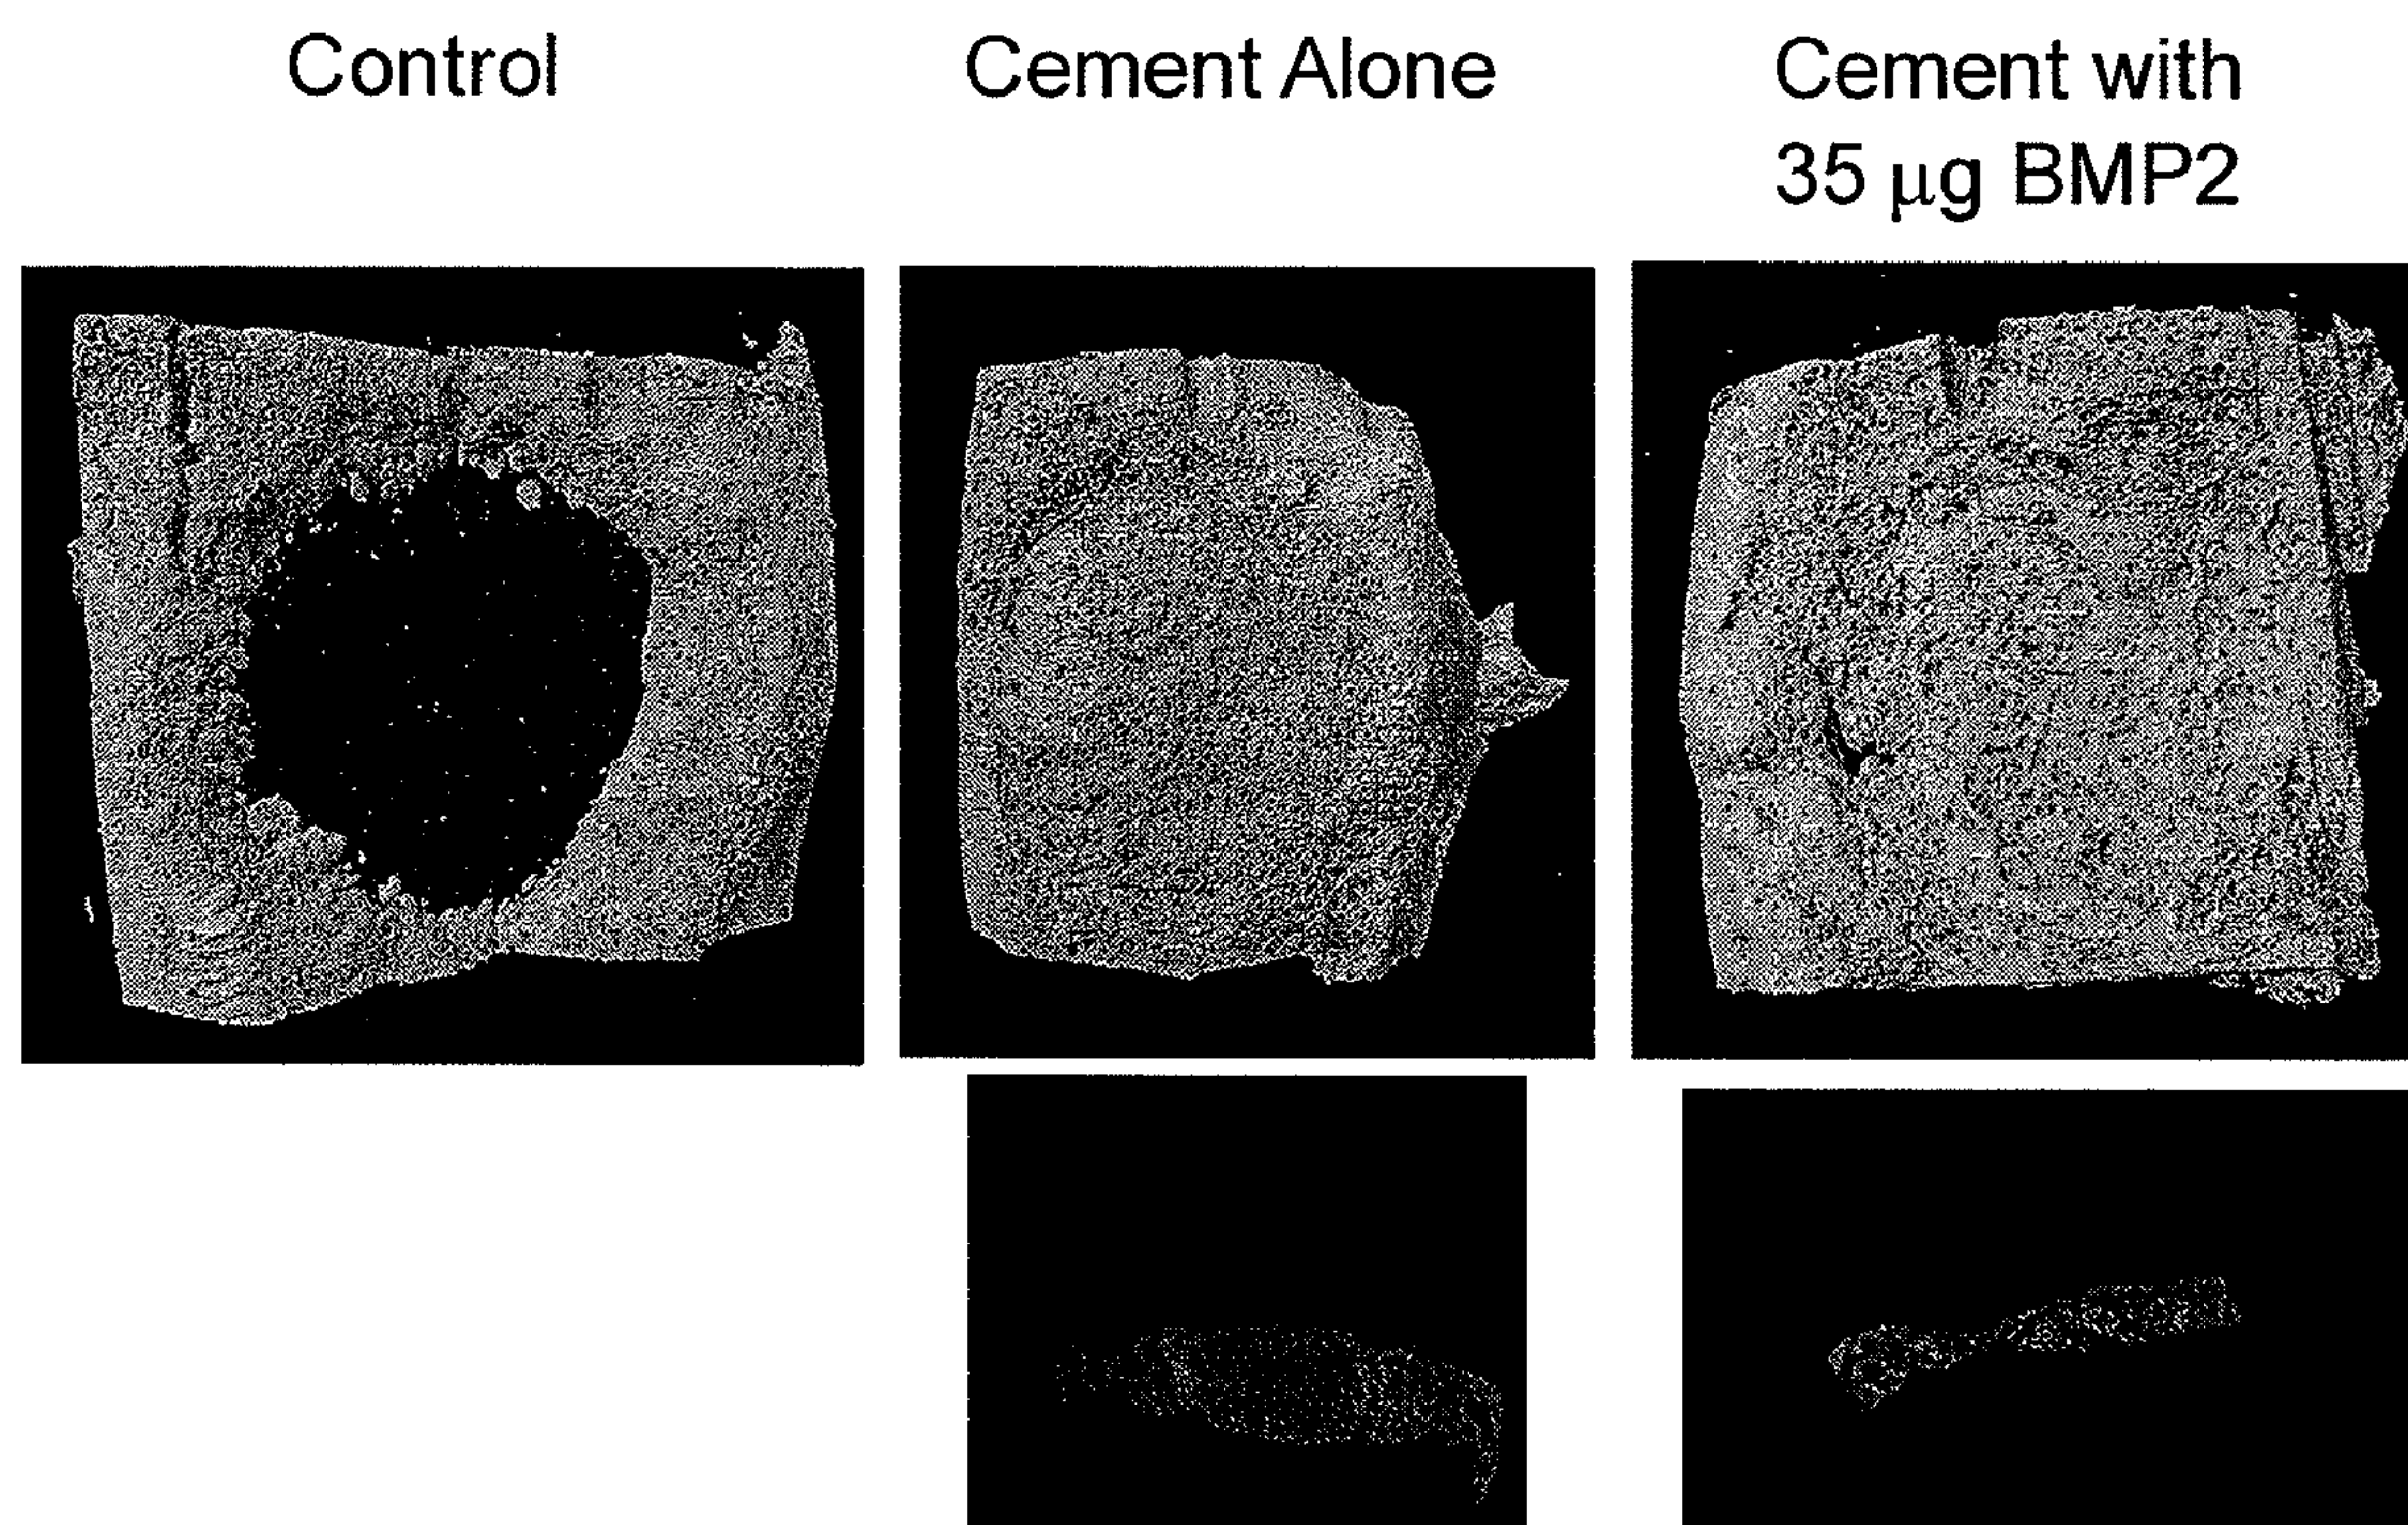 Control
Cement Alone
Cement with
35 μg BMP2